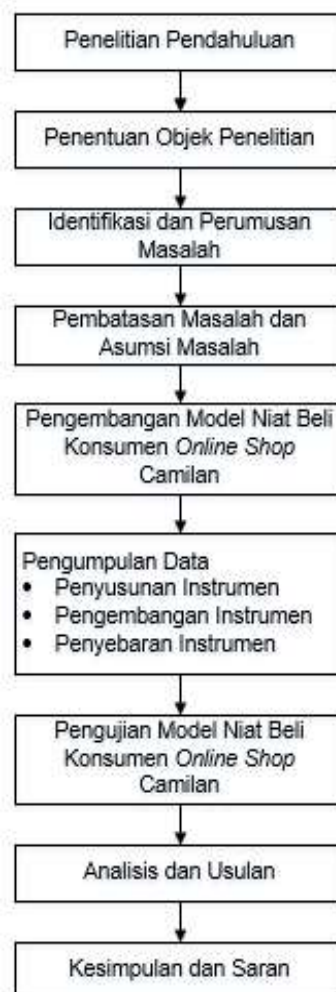 Penelitian Pendahuluan
Penentuan Objek Penelitian
Identifikasi dan Perumusan
Masalah
Pembatasan Masalah dan
Asumsi Masalah
Pengembangan Model Niat Beli
Konsumen Online Shop
Camilan
Pengumpulan Data
• Penyusunan Instrumen
• Pengembangan Instrumen
• Penyebaran Instrumen
Pengujian Model Niat Beli
Konsumen Online Shop
Camilan
Analisis dan Usulan
Kesimpulan dan Saran